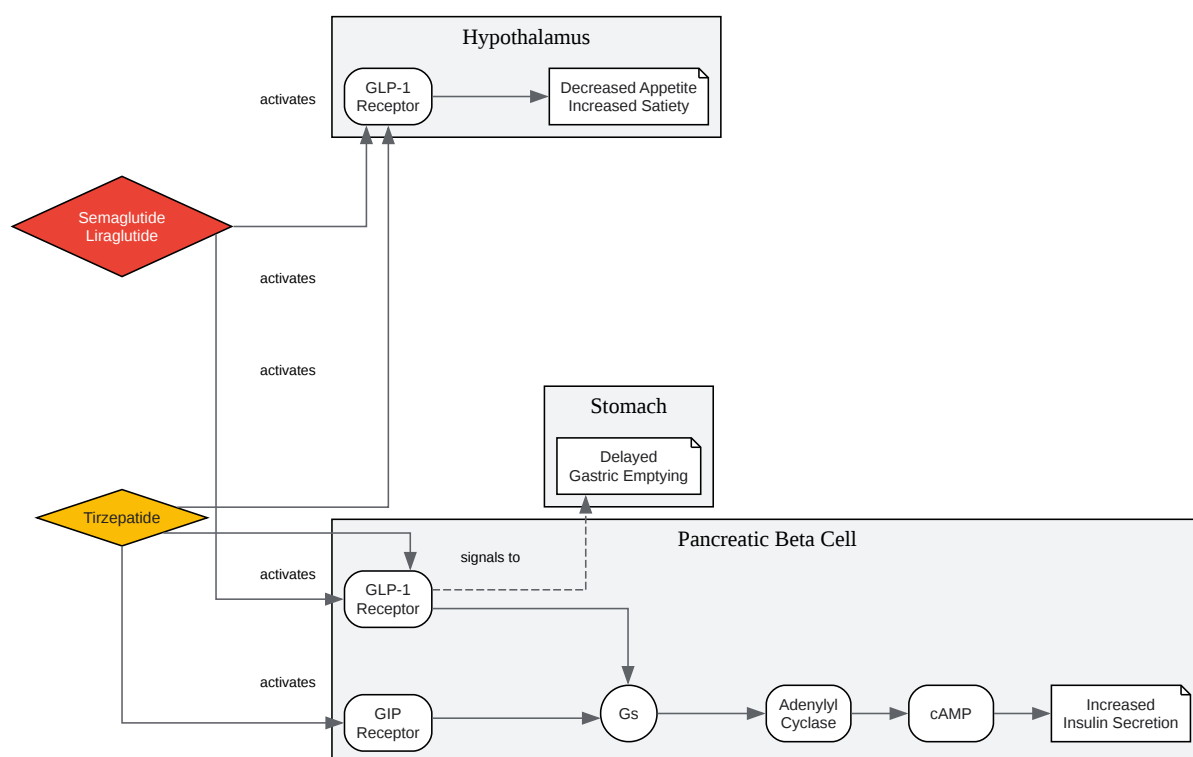 Hypothalamus
GLP-1
Receptor
Decreased Appetite
Increased Satiety
activates
Semaglutide
Liraglutide
activates
activates
Stomach
Delayed
Gastric Emptying
Tirzepatide
Pancreatic Beta Cell
signals to
activates
GLP-1
Receptor
activates
GIP
Receptor
Gs
Adenylyl
Cyclase
cAMP
Increased
Insulin Secretion